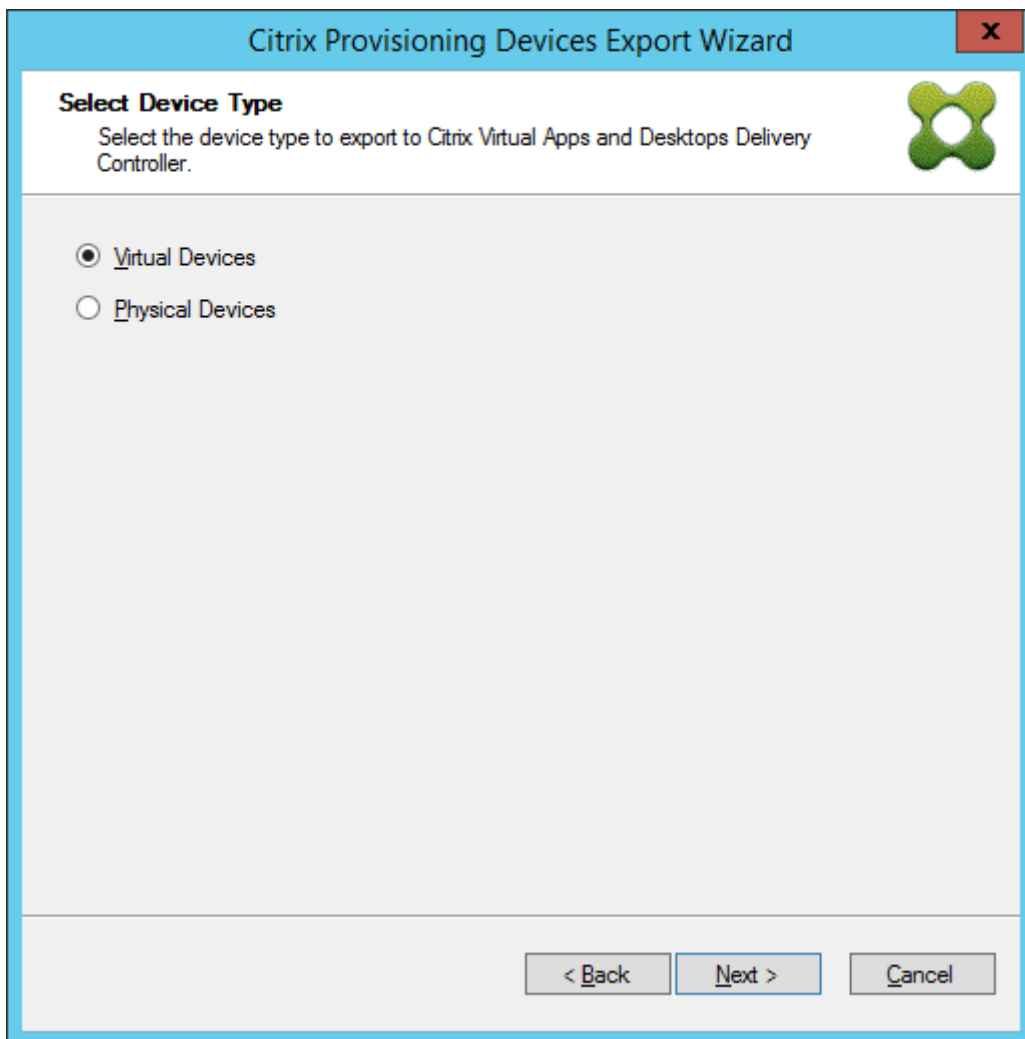 Citrix Provisioning Devices Export Wizard
x
Select Device Type
Select the device type to export to Citrix Virtual Apps and Desktops Delivery
Controller.
Virtual Devices
Physical Devices
< Back Next > Cancel